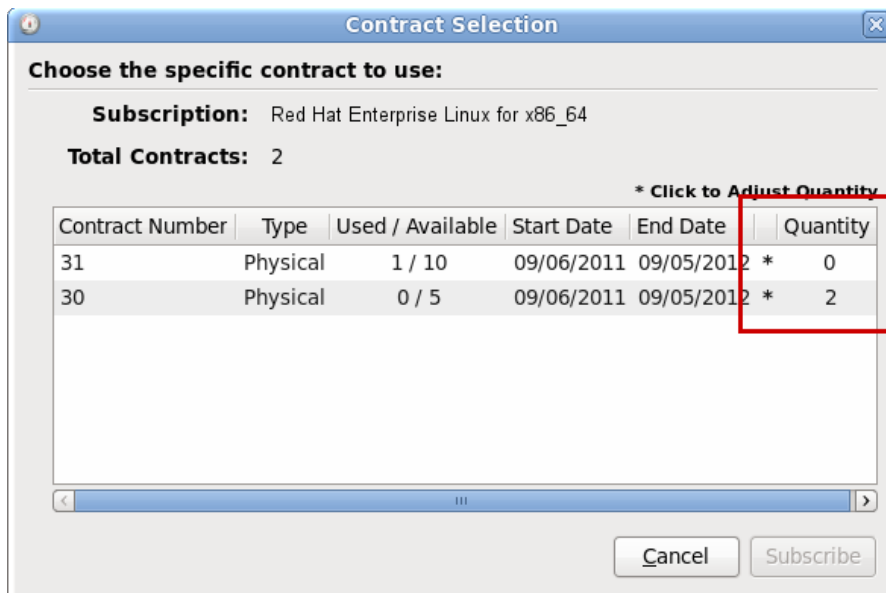 Contract Selection
Choose the specific contract to use:
Subscription: Red Hat Enterprise Linux for x86_64
Total Contracts: 2
* Click to Adjust Quantity
Contract Number Type Used / Available Start Date End Date Quantity
31 Physical 1 / 10 09/06/2011 09/05/2012 * 0
30 Physical 0 / 5 09/06/2011 09/05/2012 * 2
Cancel Subscribe